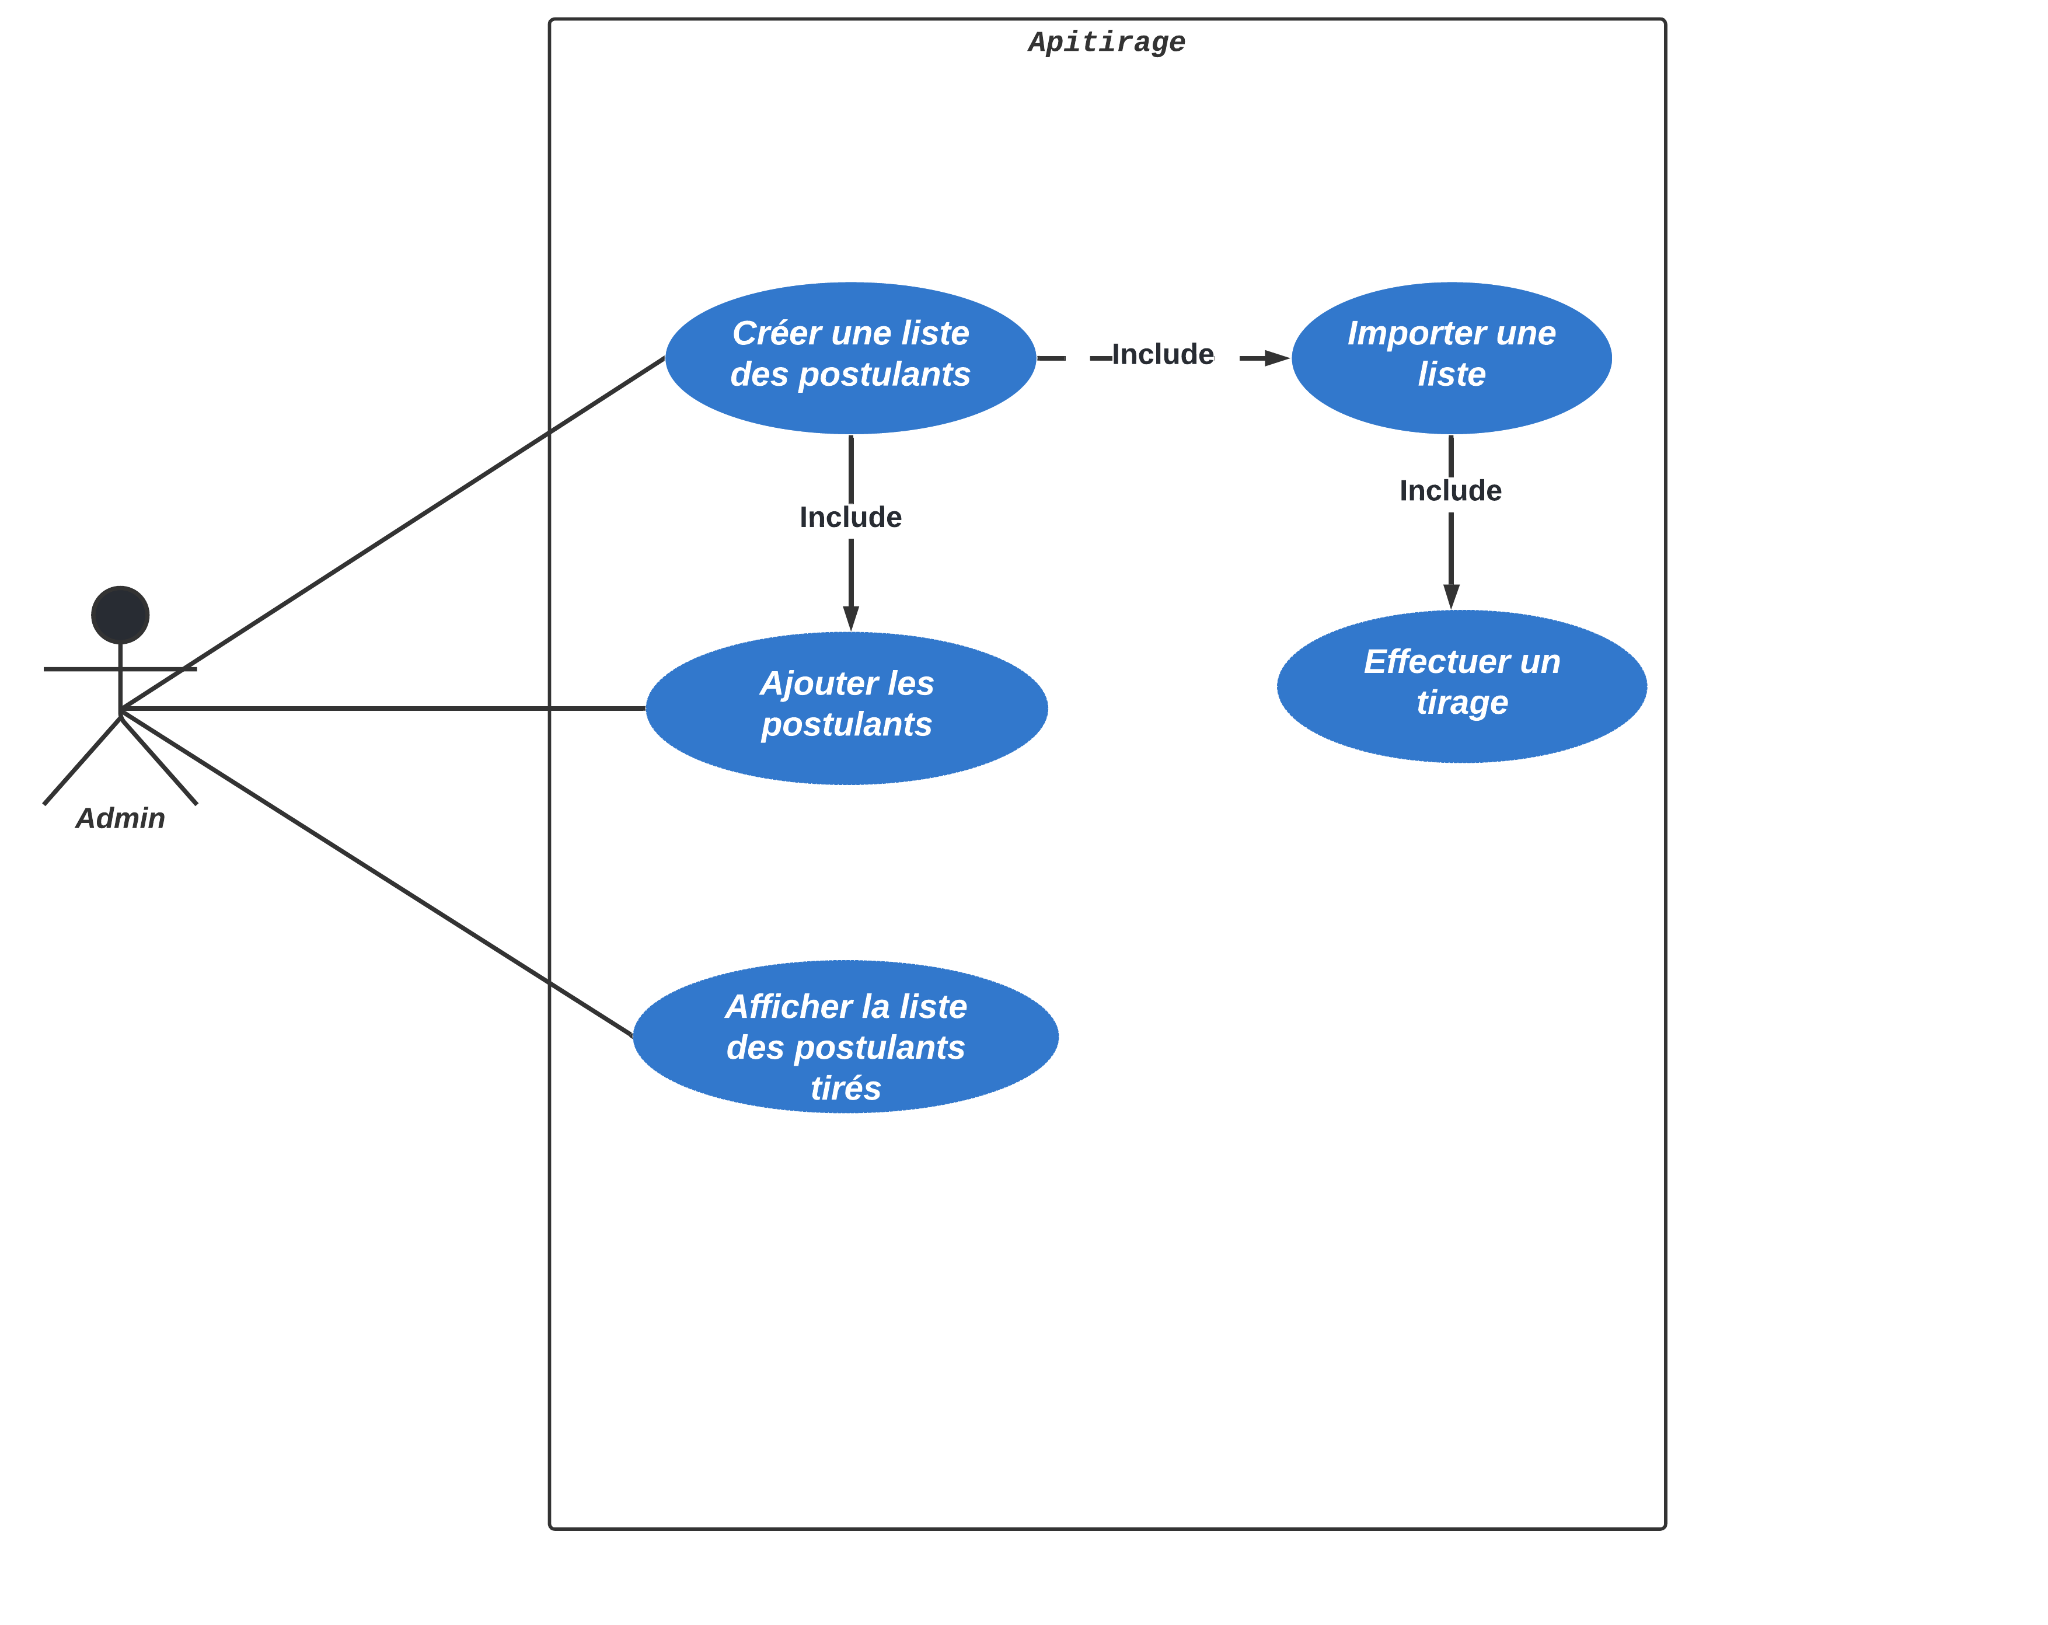 Apitirage
Créer une liste
des postulants
Include
Importer une
liste
Include
Include
Ajouter les
postulants
Effectuer un
tirage
Admin
Afficher la liste
des postulants
tirés